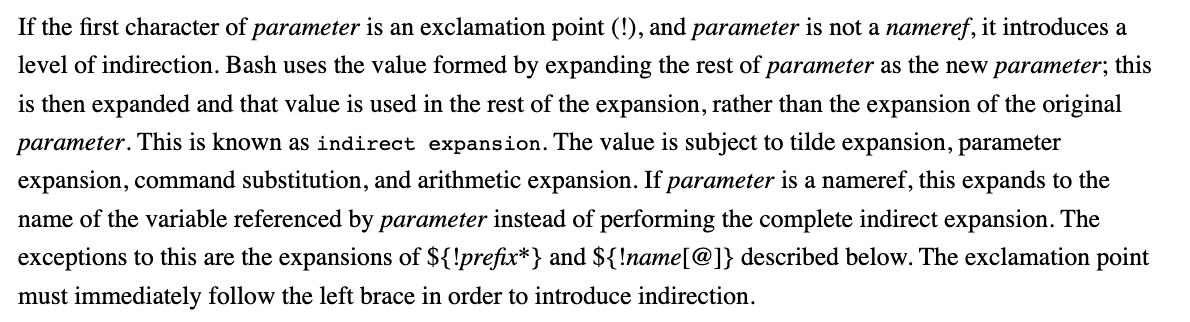 If the first character of parameter is an exclamation point (!), and parameter is not a nameref, it introduces a
level of indirection. Bash uses the value formed by expanding the rest of parameter as the new parameter; this
is then expanded and that value is used in the rest of the expansion, rather than the expansion of the original
parameter. This is known as indirect expansion. The value is subject to tilde expansion, parameter
expansion, command substitution, and arithmetic expansion. If parameter is a nameref, this expands to the
name of the variable referenced by parameter instead of performing the complete indirect expansion. The
exceptions to this are the expansions of ${!prefix*} and ${!name[@]} described below. The exclamation point
must immediately follow the left brace in order to introduce indirection.